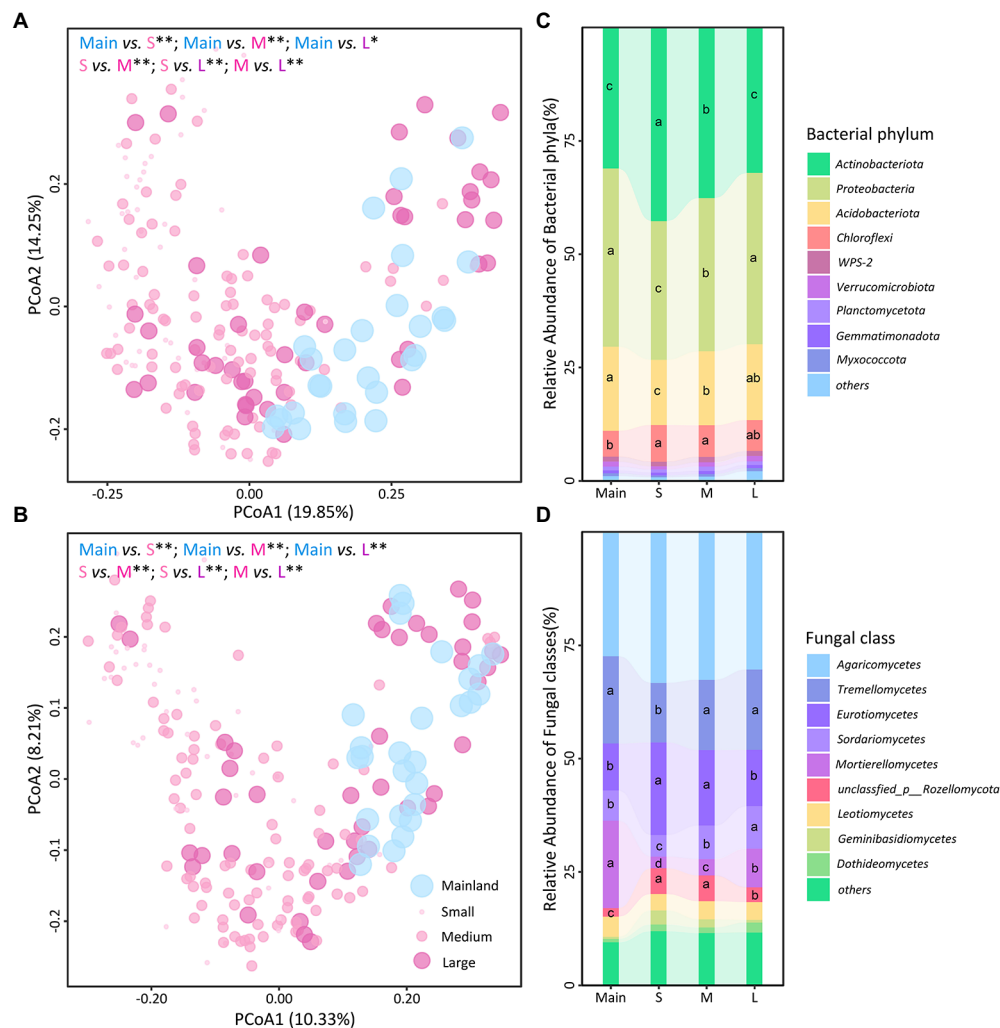 A
Main vs. S**; Main vs. M**; Main vs. L*
S vs. M**; S vs. L**; M vs. L**
PCoA2 (14.25%)
0.2
0.0
-0.2
-0.25
0.00
0.25
PCoA1 (19.85%)
B
Main vs. S**; Main vs. M**; Main vs. L**
S vs. M**; S vs. L**; M vs. L**
PCoA2 (8.21%)
0.2
0.1
0.0
-0.1
-0.2
-0.20
0.00
0.20
PCoA1 (10.33%)
Mainland
Small
Medium
Large
C
Relative Abundance of Bacterial phyla(%)
75
50
25
0
c
a
b
c
a
c
b
a
a
c
b
ab
b
a
a
ab
Main
S
M
L
Bacterial phylum
Actinobacteriota
Proteobacteria
Acidobacteriota
Chloroflexi
WPS-2
Verrucomicrobiota
Planctomycetota
Gemmatimonadota
Myxococcota
others
D
Relative Abundance of Fungal classes(%)
75
50
25
0
a
b
a
a
b
a
a
b
b
c
b
a
a
d
c
b
c
a
a
b
Main
S
M
L
Fungal class
Agaricomycetes
Tremellomycetes
Eurotiomycetes
Sordariomycetes
Mortierellomycetes
unclassfied_p__Rozellomycota
Leotiomycetes
Geminibasidiomycetes
Dothideomycetes
others